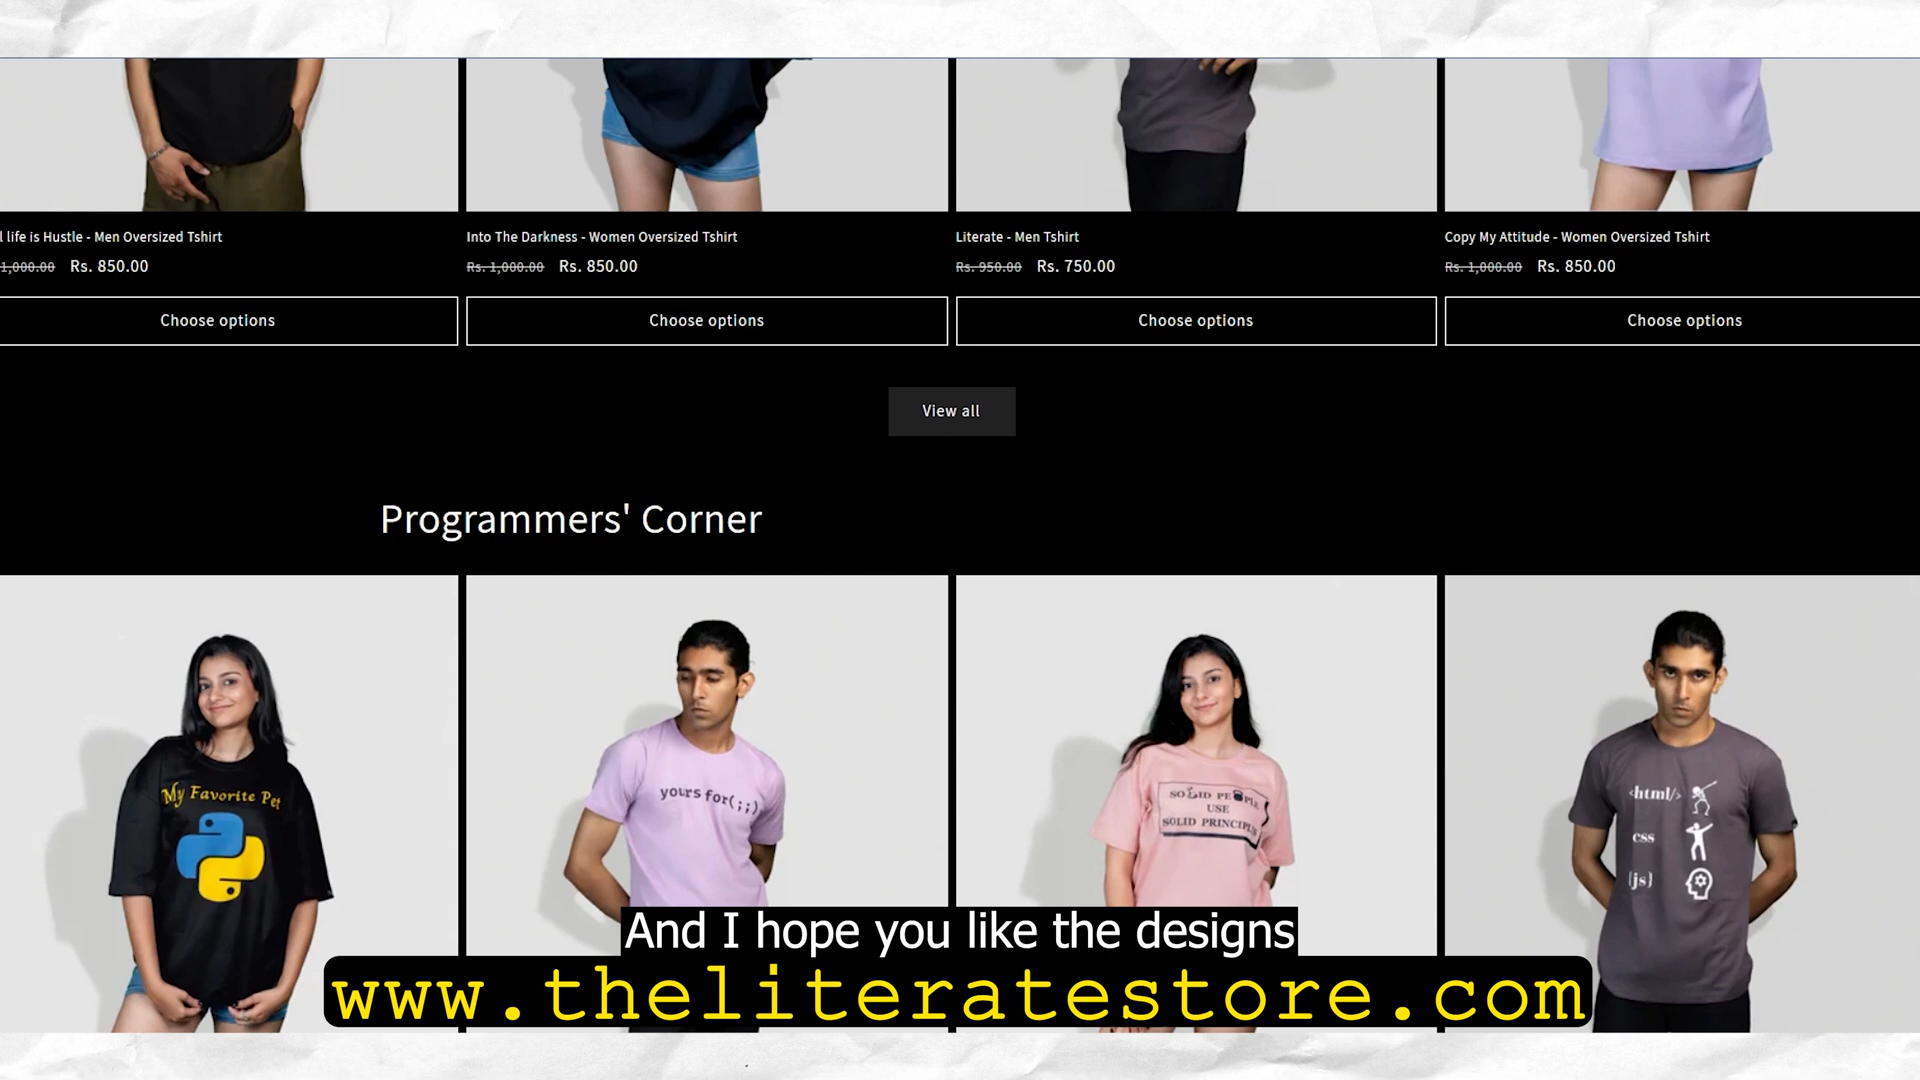 l life is Hustle - Men Oversized Tshirt
1,000.00 Rs. 850.00
Choose options
Into The Darkness - Women Oversized Tshirt
Rs. 1,000.00 Rs. 850.00
Choose options
Literate - Men Tshirt
Rs. 950.00 Rs. 750.00
Choose options
Copy My Attitude - Women Oversized Tshirt
Rs. 1,000.00 Rs. 850.00
Choose options
View all
Programmers' Corner
My Favorite Pet
yours for(;;)
SOLID PEOPLE
USE
SOLID PRINCIPLES
<html/>
css
{js}
And I hope you like the designs
www.theliteratestore.com